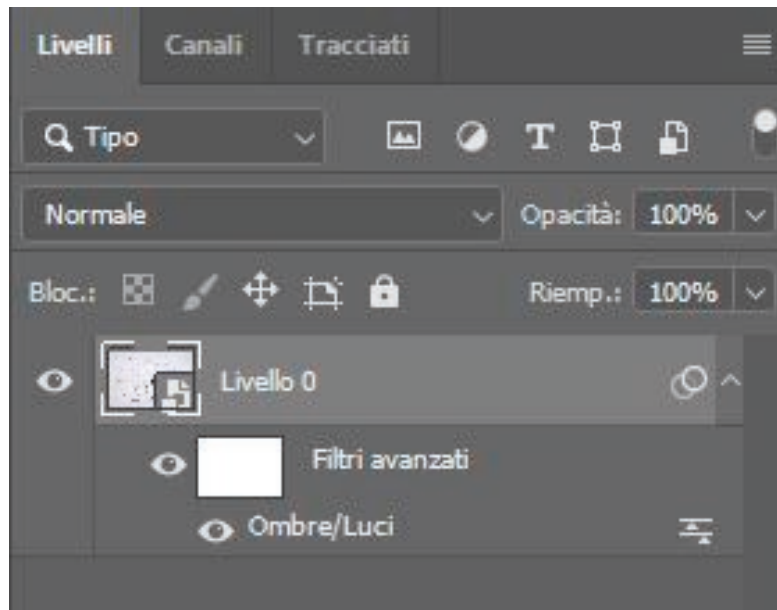 Livelli Canali Tracciati
Tipo
Normale Opacità: 100%
Bloc.: Riemp.: 100%
Livello 0
Filtri avanzati
Ombre/Luci